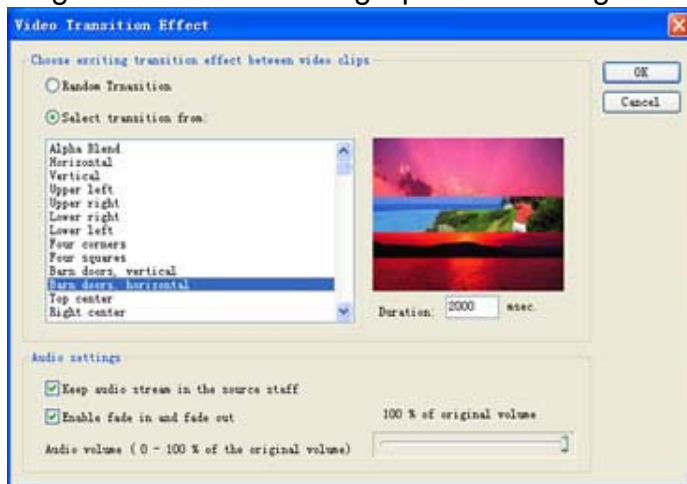 Video Transition Effect
Choose exciting transition effect between video clips
Random Trnasition
Select transition from:
Alpha Blend
Horizontal
Vertical
Upper left
Upper right
Lower right
Lower left
Four corners
Four squares
Barn doors, vertical
Barn doors, horizontal
Top center
Right center
Duration: 2000 msec.
OK
Cancel
Audio settings
Keep audio stream in the source staff
Enable fade in and fade out
100 % of original volume
Audio volume ( 0 - 100 % of the original volume)